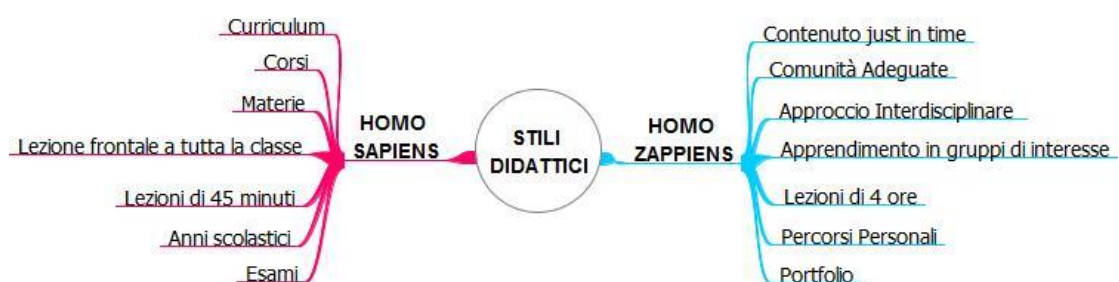 Curriculum
Corsi
Materie
Lezione frontale a tutta la classe
Lezioni di 45 minuti
Anni scolastici
Esami
HOMO
SAPIENS
STILI
DIDATTICI
HOMO
ZAPPIENS
Contenuto just in time
Comunità Adeguate
Approccio Interdisciplinare
Apprendimento in gruppi di interesse
Lezioni di 4 ore
Percorsi Personali
Portfolio